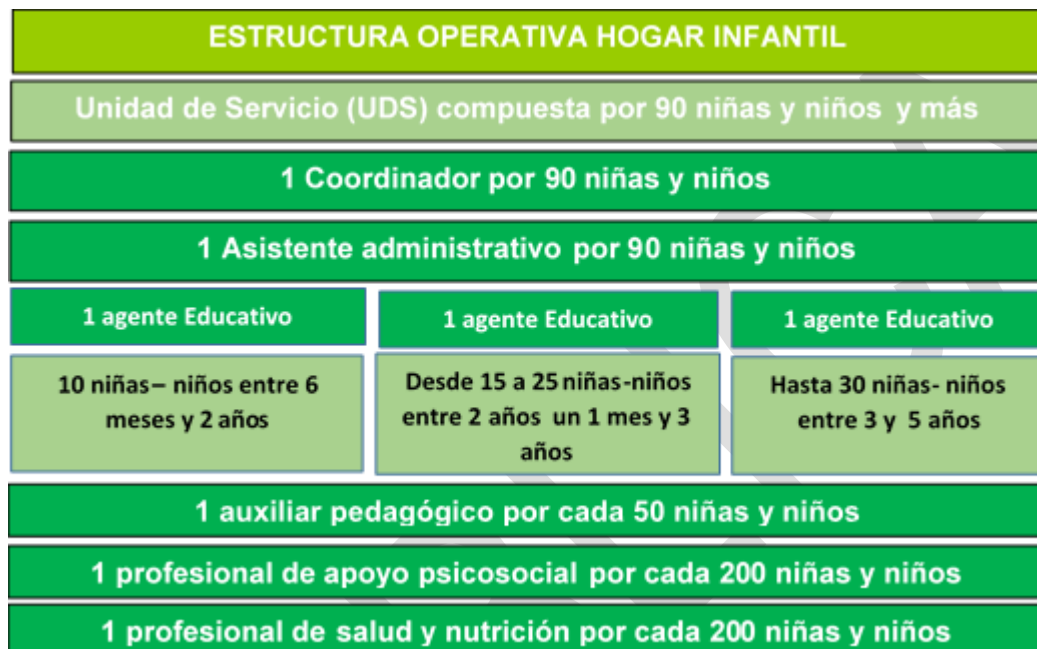 ESTRUCTURA OPERATIVA HOGAR INFANTIL
Unidad de Servicio (UDS) compuesta por 90 niñas y niños y más
1 Coordinador por 90 niñas y niños
1 Asistente administrativo por 90 niñas y niños
1 agente Educativo
10 niñas– niños entre 6
meses y 2 años
1 agente Educativo
Desde 15 a 25 niñas-niños
entre 2 años un 1 mes y 3
años
1 agente Educativo
Hasta 30 niñas- niños
entre 3 y 5 años
1 auxiliar pedagógico por cada 50 niñas y niños
1 profesional de apoyo psicosocial por cada 200 niñas y niños
1 profesional de salud y nutrición por cada 200 niñas y niños